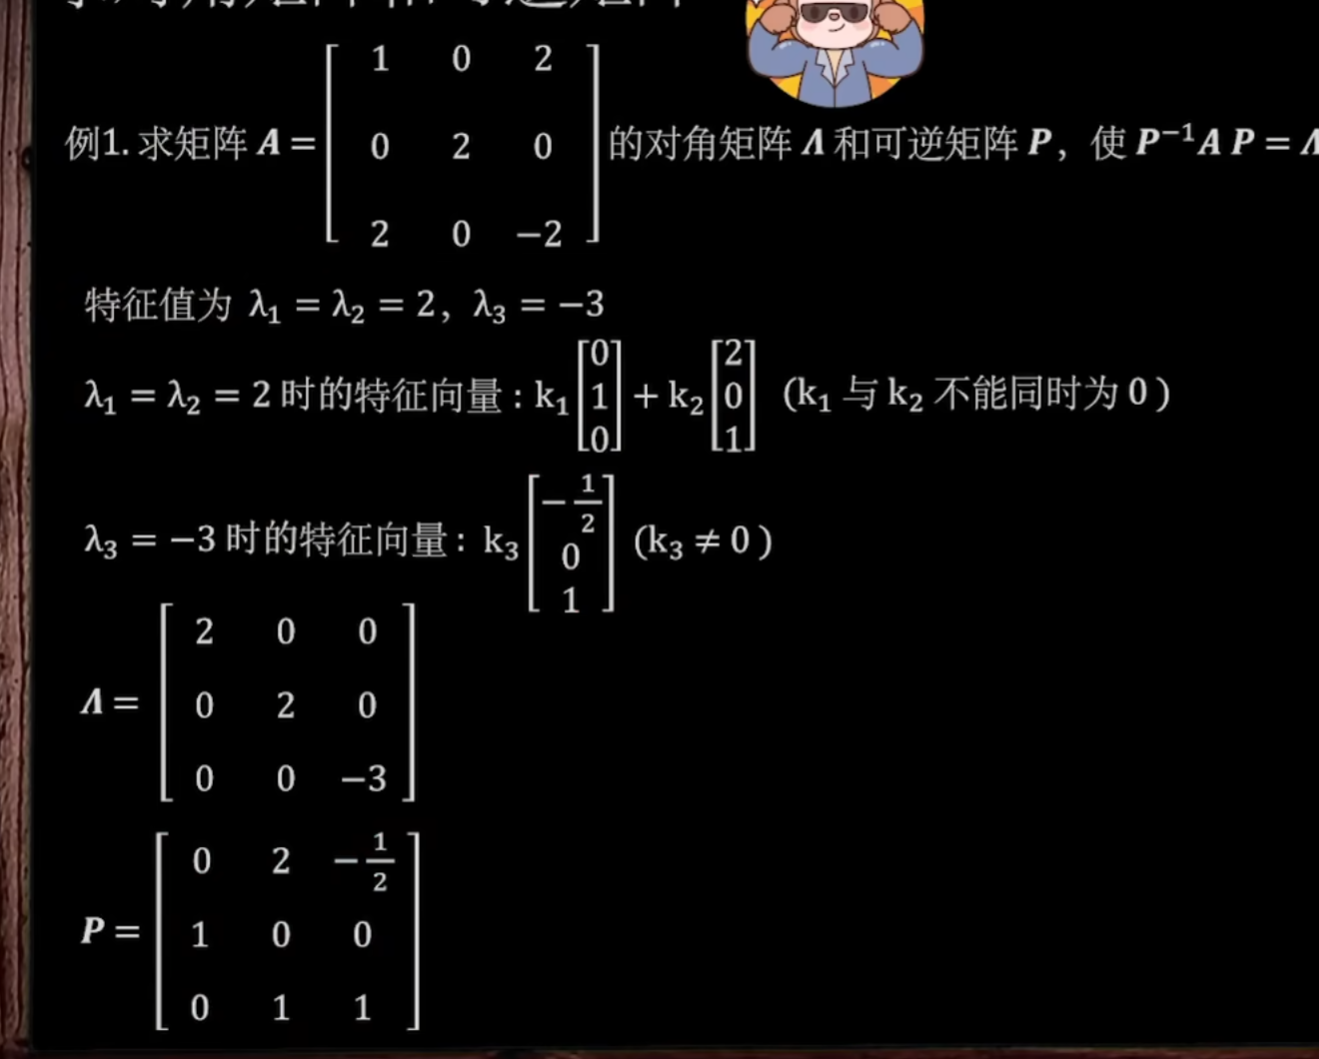 例1. 求矩阵 A = [ 1 0 2 ; 0 2 0 ; 2 0 −2 ] 的对角矩阵 Λ 和可逆矩阵 P，使 P⁻¹A P = Λ
特征值为 λ₁ = λ₂ = 2，λ₃ = −3
λ₁ = λ₂ = 2 时的特征向量 : k₁ [ 0 ; 1 ; 0 ] + k₂ [ 2 ; 0 ; 1 ] (k₁ 与 k₂ 不能同时为 0 )
λ₃ = −3 时的特征向量 : k₃ [ −1/2 ; 0 ; 1 ] (k₃ ≠ 0 )
Λ = [ 2 0 0 ; 0 2 0 ; 0 0 −3 ]
P = [ 0 2 −1/2 ; 1 0 0 ; 0 1 1 ]